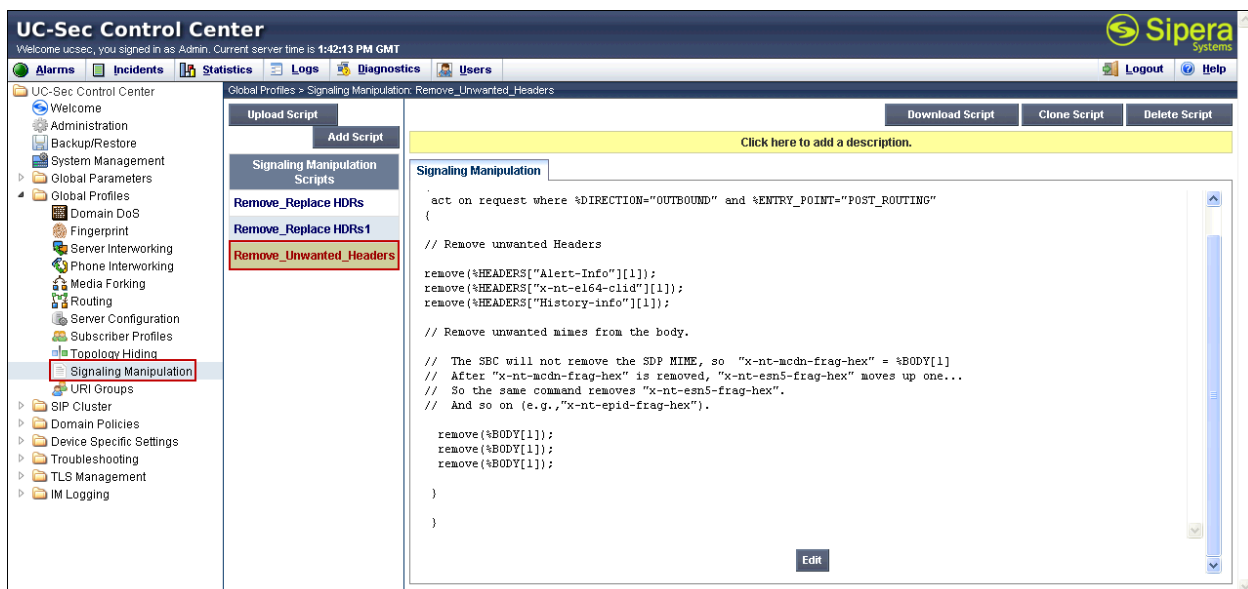 UC-Sec Control Center
Welcome ucsec, you signed in as Admin. Current server time is 1:42:13 PM GMT
Sipera
Systems
Alarms Incidents Statistics Logs Diagnostics Users Logout Help
UC-Sec Control Center
Welcome
Administration
Backup/Restore
System Management
Global Parameters
Global Profiles
Domain DoS
Fingerprint
Server Interworking
Phone Interworking
Media Forking
Routing
Server Configuration
Subscriber Profiles
Topology Hiding
Signaling Manipulation
URI Groups
SIP Cluster
Domain Policies
Device Specific Settings
Troubleshooting
TLS Management
IM Logging
Global Profiles > Signaling Manipulation: Remove_Unwanted_Headers
Upload Script
Add Script
Signaling Manipulation
Scripts
Remove_Replace HDRs
Remove_Replace HDRs1
Remove_Unwanted_Headers
Download Script Clone Script Delete Script
Click here to add a description.
Signaling Manipulation
act on request where %DIRECTION="OUTBOUND" and %ENTRY_POINT="POST_ROUTING"
{
// Remove unwanted Headers
remove(%HEADERS["Alert-Info"][1]);
remove(%HEADERS["x-nt-e164-clid"][1]);
remove(%HEADERS["History-info"][1]);
// Remove unwanted mimes from the body.
// The SBC will not remove the SDP MIME, so "x-nt-mcdn-frag-hex" = %BODY[1]
// After "x-nt-mcdn-frag-hex" is removed, "x-nt-esn5-frag-hex" moves up one...
// So the same command removes "x-nt-esn5-frag-hex".
// And so on (e.g.,"x-nt-epid-frag-hex").
remove(%BODY[1]);
remove(%BODY[1]);
remove(%BODY[1]);
}
}
Edit